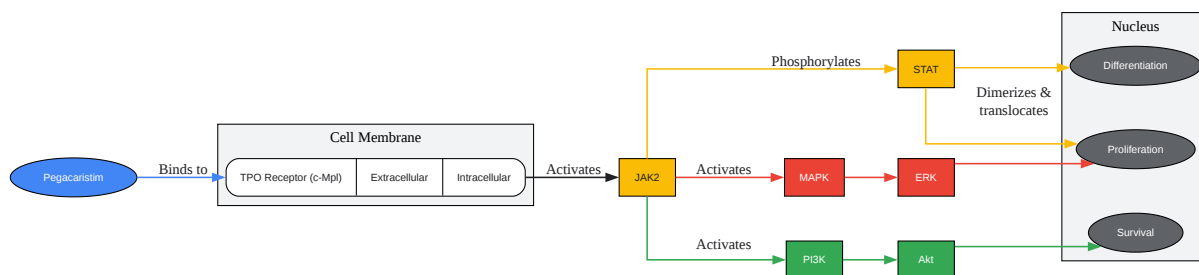 Nucleus
Differentiation
Phosphorylates
STAT
Dimerizes &
translocates
Cell Membrane
Proliferation
Pegacaristim
Binds to
TPO Receptor (c-Mpl)
Extracellular
Intracellular
Activates
JAK2
Activates
MAPK
ERK
Survival
Activates
PI3K
Akt